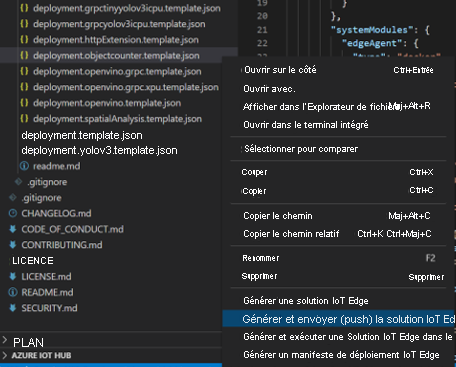 deployment.grpctinyyolov3icpu.template.json
deployment.grpcyolov3icpu.template.json
deployment.httpExtension.template.json
deployment.objectcounter.template.json
deployment.openvino.grpc.template.json
deployment.openvino.grpc.xpu.template.json
deployment.openvino.template.json
deployment.spatialAnalysis.template.json
deployment.template.json
deployment.yolov3.template.json
readme.md
.gitignore
.gitignore
CHANGELOG.md
CODE_OF_CONDUCT.md
CONTRIBUTING.md
LICENCE
LICENSE.md
README.md
SECURITY.md
PLAN
AZURE IOT HUB
19 }
20 },
21 "systemModules": {
22 "edgeAgent": {
Ouvrir sur le côté Ctrl+Entrée
Ouvrir avec.
Afficher dans l'Explorateur de fichiers Maj+Alt+R
Ouvrir dans le terminal intégré
Sélectionner pour comparer
Couper Ctrl+X
Copier Ctrl+C
Copier le chemin Maj+Alt+C
Copier le chemin relatif Ctrl+K Ctrl+Maj+C
Renommer F2
Supprimer Supprimer
Générer une solution IoT Edge
Générer et envoyer (push) la solution IoT Ed
Générer et exécuter une Solution IoT Edge dans le
Générer un manifeste de déploiement IoT Edge